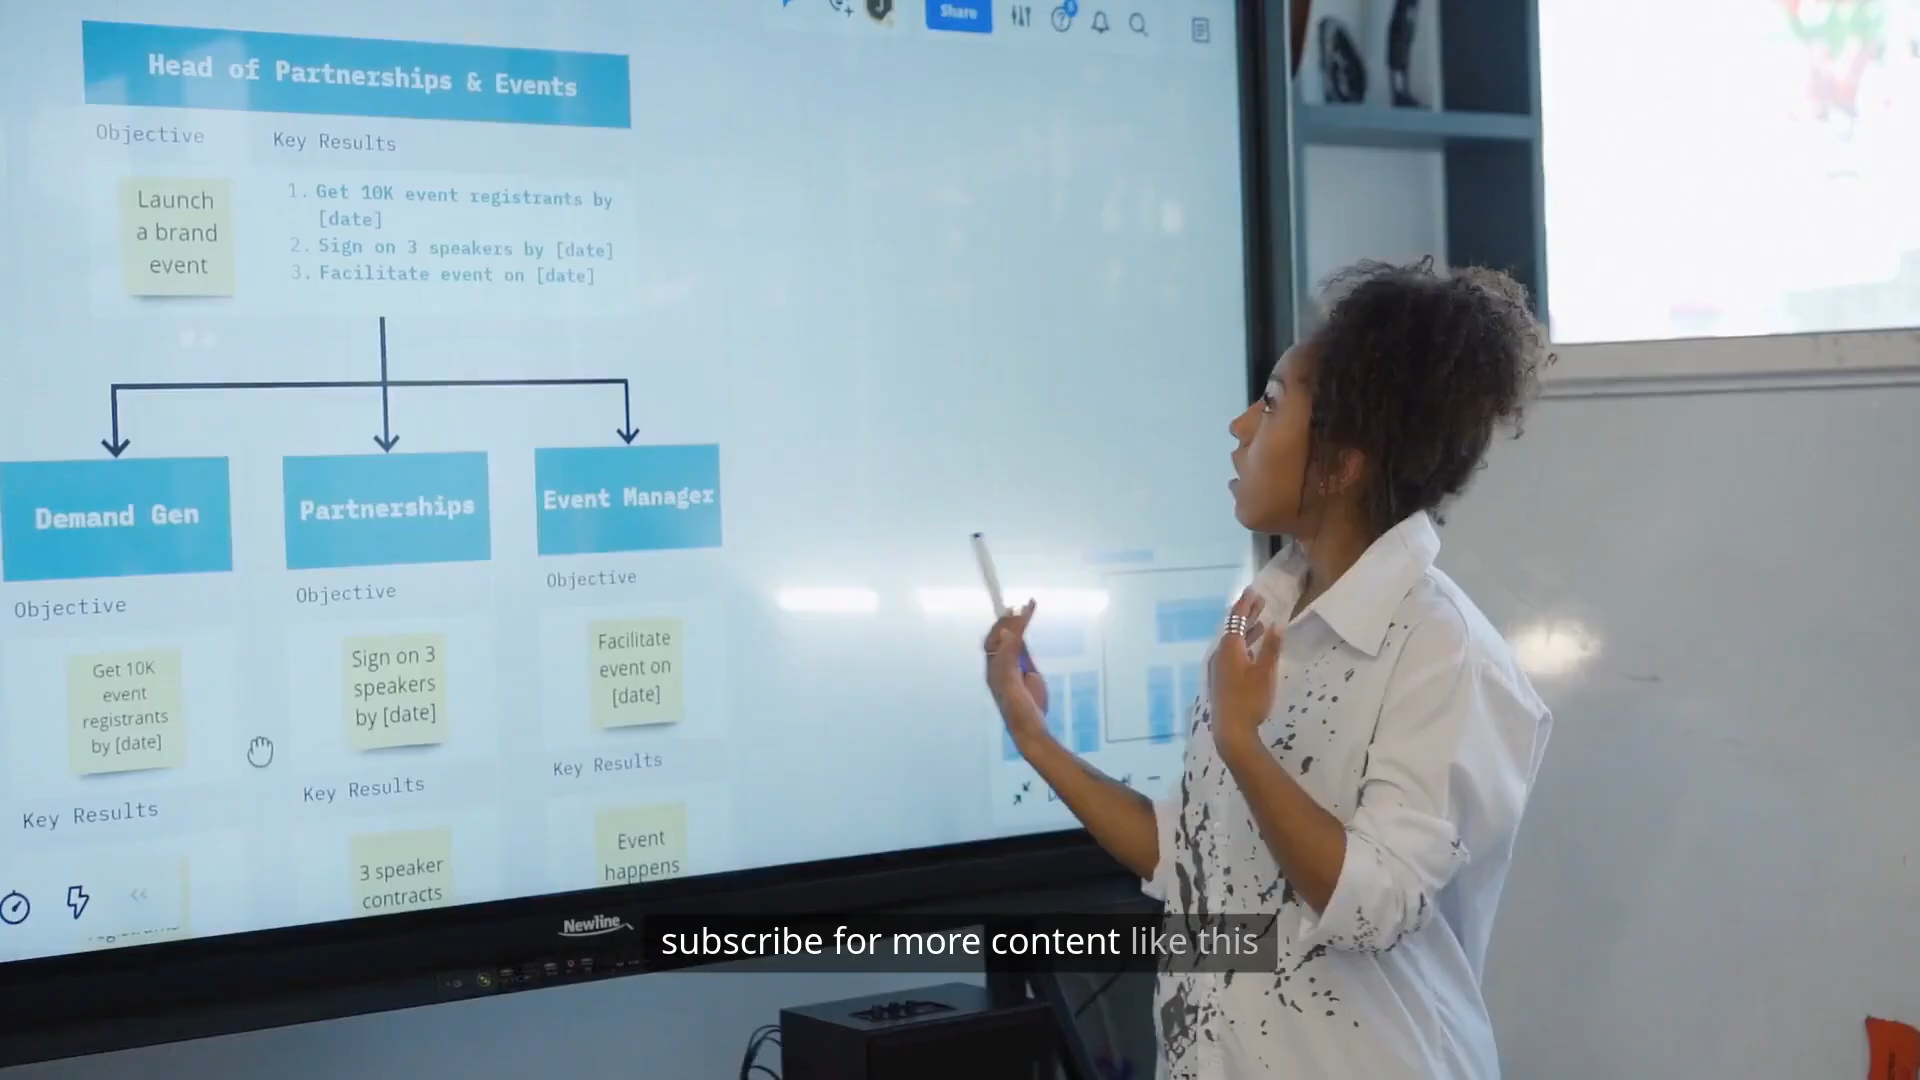 Share
Head of Partnerships & Events
Objective
Key Results
Launch
a brand
event
1. Get 10K event registrants by
[date]
2. Sign on 3 speakers by [date]
3. Facilitate event on [date]
Demand Gen
Partnerships
Event Manager
Objective
Objective
Objective
Get 10K
event
registrants
by [date]
Sign on 3
speakers
by [date]
Facilitate
event on
[date]
Key Results
Key Results
Key Results
3 speaker
contracts
Event
happens
Newline
subscribe for more content like this